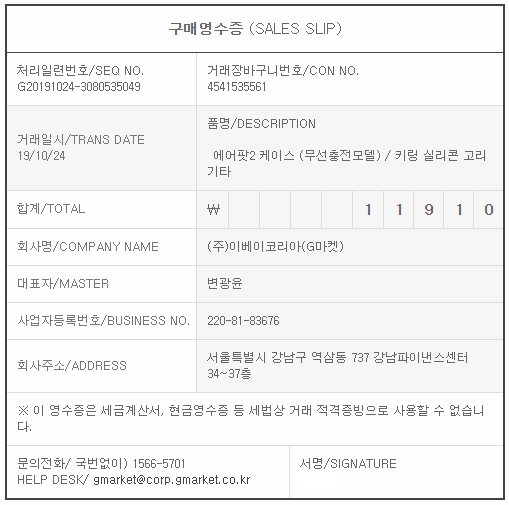 구매영수증 (SALES SLIP)
처리일련번호/SEQ NO.
G20191024-3080535049
거래장바구니번호/CON NO.
4541535561
거래일시/TRANS DATE
19/10/24
품명/DESCRIPTION
에어팟2 케이스 (무선충전모델) / 키링 실리콘 고리
기타
합계/TOTAL
₩ 1 1 9 1 0
회사명/COMPANY NAME
(주)이베이코리아(G마켓)
대표자/MASTER
변광윤
사업자등록번호/BUSINESS NO.
220-81-83676
회사주소/ADDRESS
서울특별시 강남구 역삼동 737 강남파이낸스센터
34~37층
※ 이 영수증은 세금계산서, 현금영수증 등 세법상 거래 적격증빙으로 사용할 수 없습니
다.
문의전화/ 국번없이) 1566-5701
HELP DESK/ gmarket@corp.gmarket.co.kr
서명/SIGNATURE